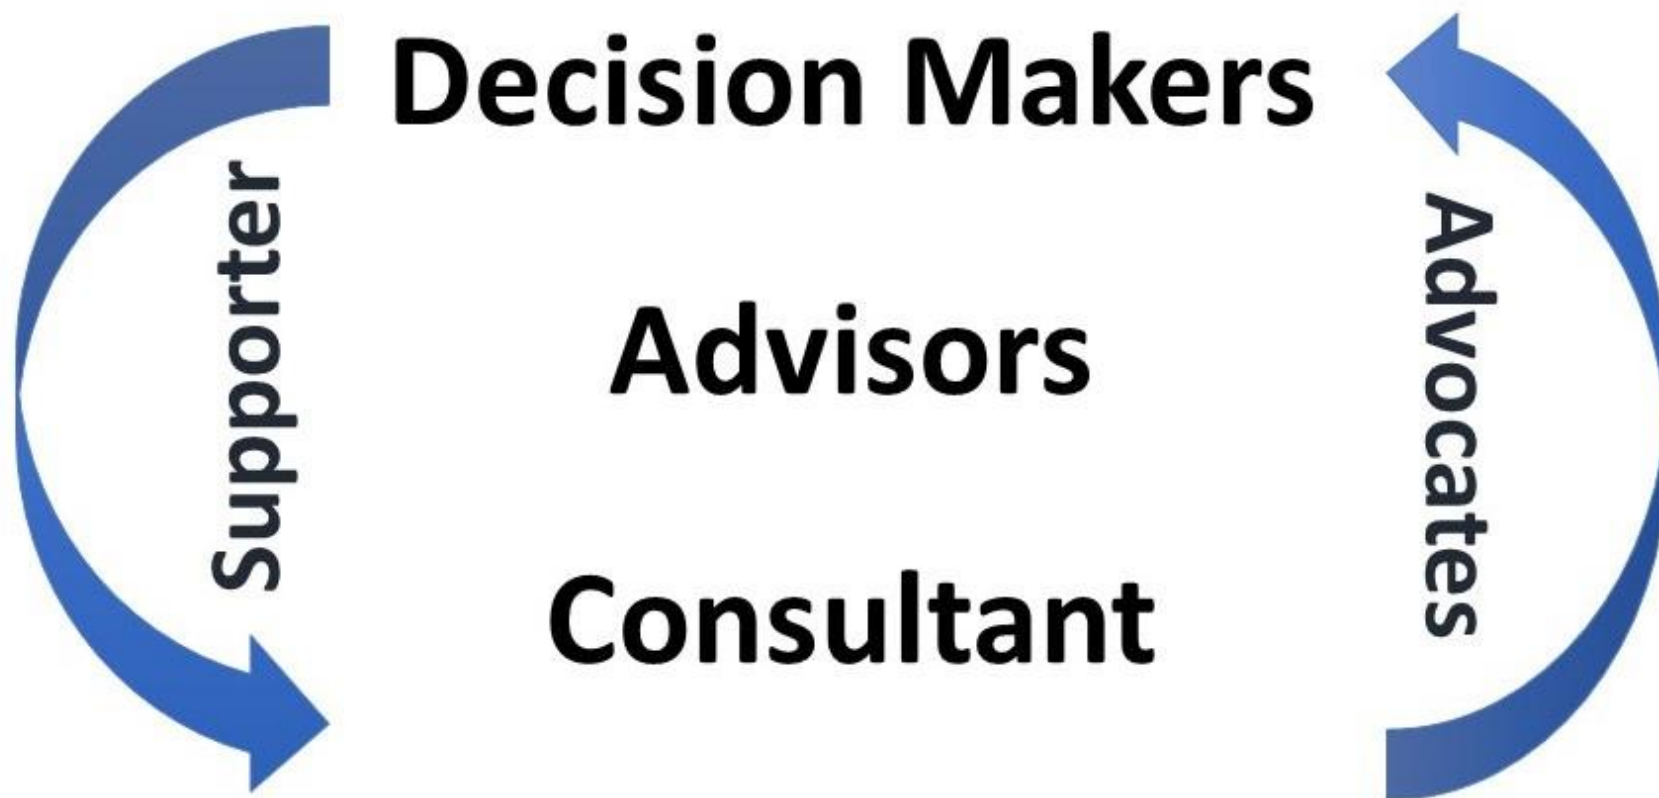 Decision Makers
Supporter
Advocates
Advisors
Consultant